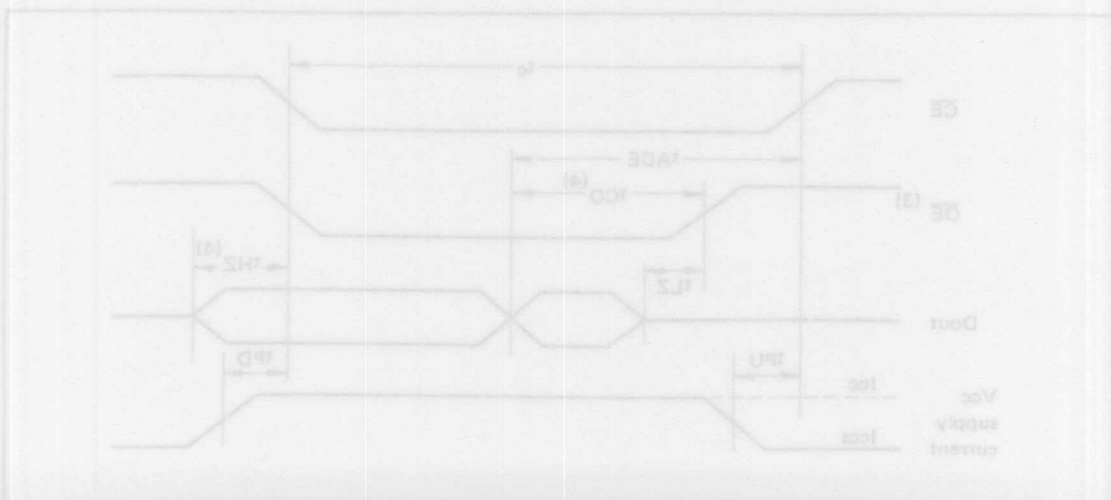 tc
CE
tACE
tCO (4)
OE (3)
tHZ (4)
tLZ
Dout
tPD
tPU
Icc
Vcc
supply
current
Iccs